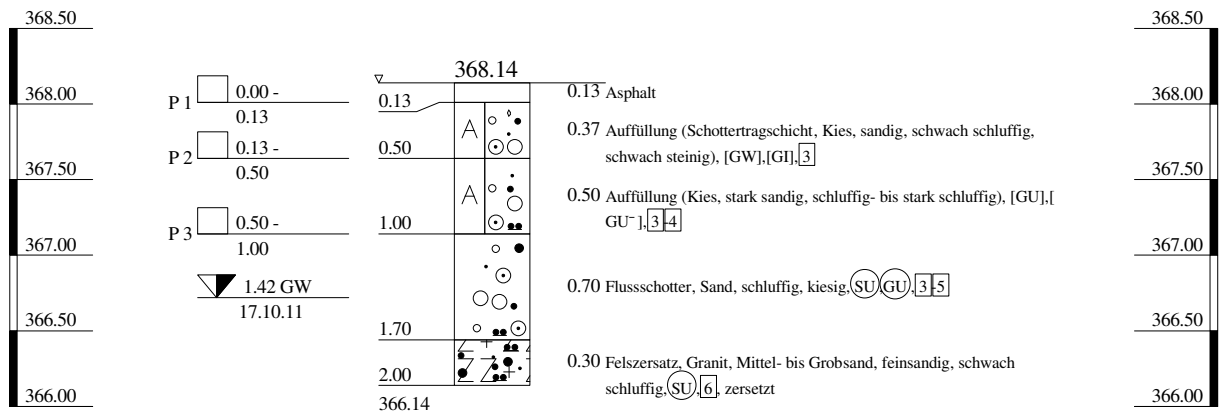 368.50
368.00
367.50
367.00
366.50
366.00
P 1
0.00 -
0.13
P 2
0.13 -
0.50
P 3
0.50 -
1.00
1.42 GW
17.10.11
368.14
0.13
A
0.50
A
1.00
1.70
2.00
366.14
0.13 Asphalt
0.37 Auffüllung (Schottertragschicht, Kies, sandig, schwach schluffig,
schwach steinig), [GW],[GI],3
0.50 Auffüllung (Kies, stark sandig, schluffig- bis stark schluffig), [GU],[
GU⁻ ],3-4
0.70 Flussschotter, Sand, schluffig, kiesig, SU, GU, 3-5
0.30 Felszersatz, Granit, Mittel- bis Grobsand, feinsandig, schwach
schluffig, SU, 6, zersetzt
368.50
368.00
367.50
367.00
366.50
366.00